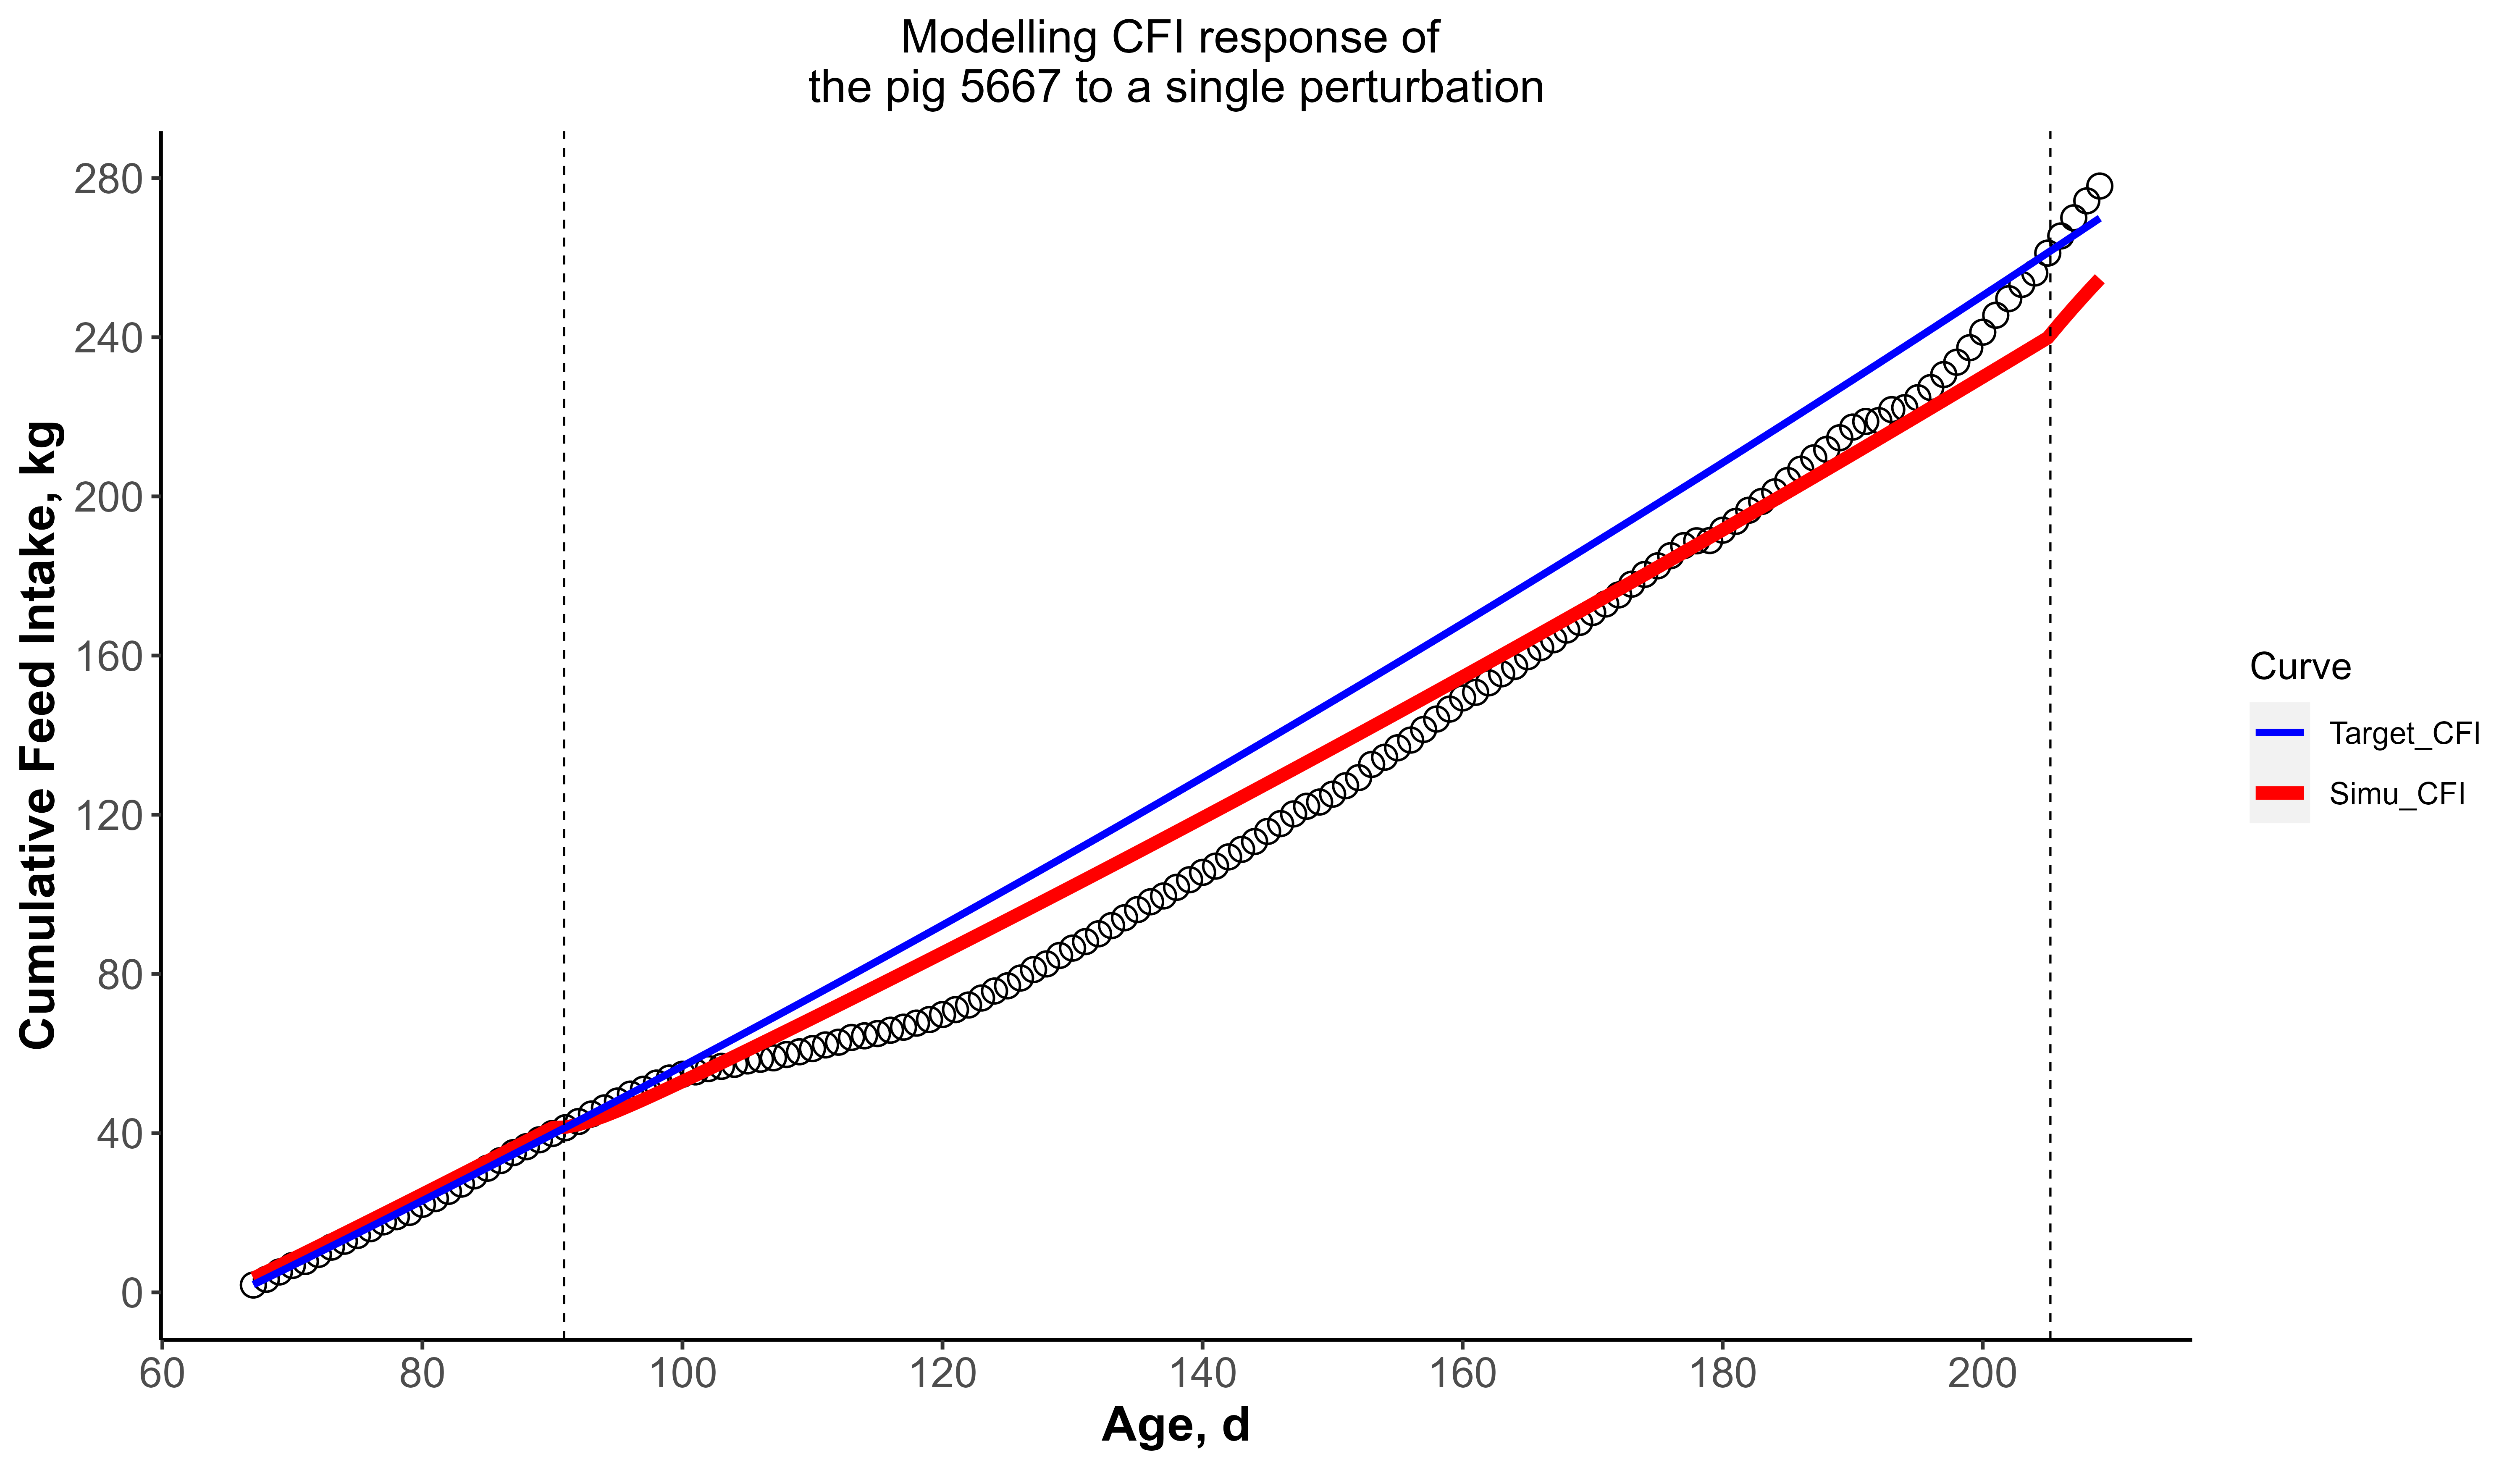 Modelling CFI response of
the pig 5667 to a single perturbation
Cumulative Feed Intake, kg
280
240
200
160
120
80
40
0
60 80 100 120 140 160 180 200
Age, d
Curve
Target_CFI
Simu_CFI